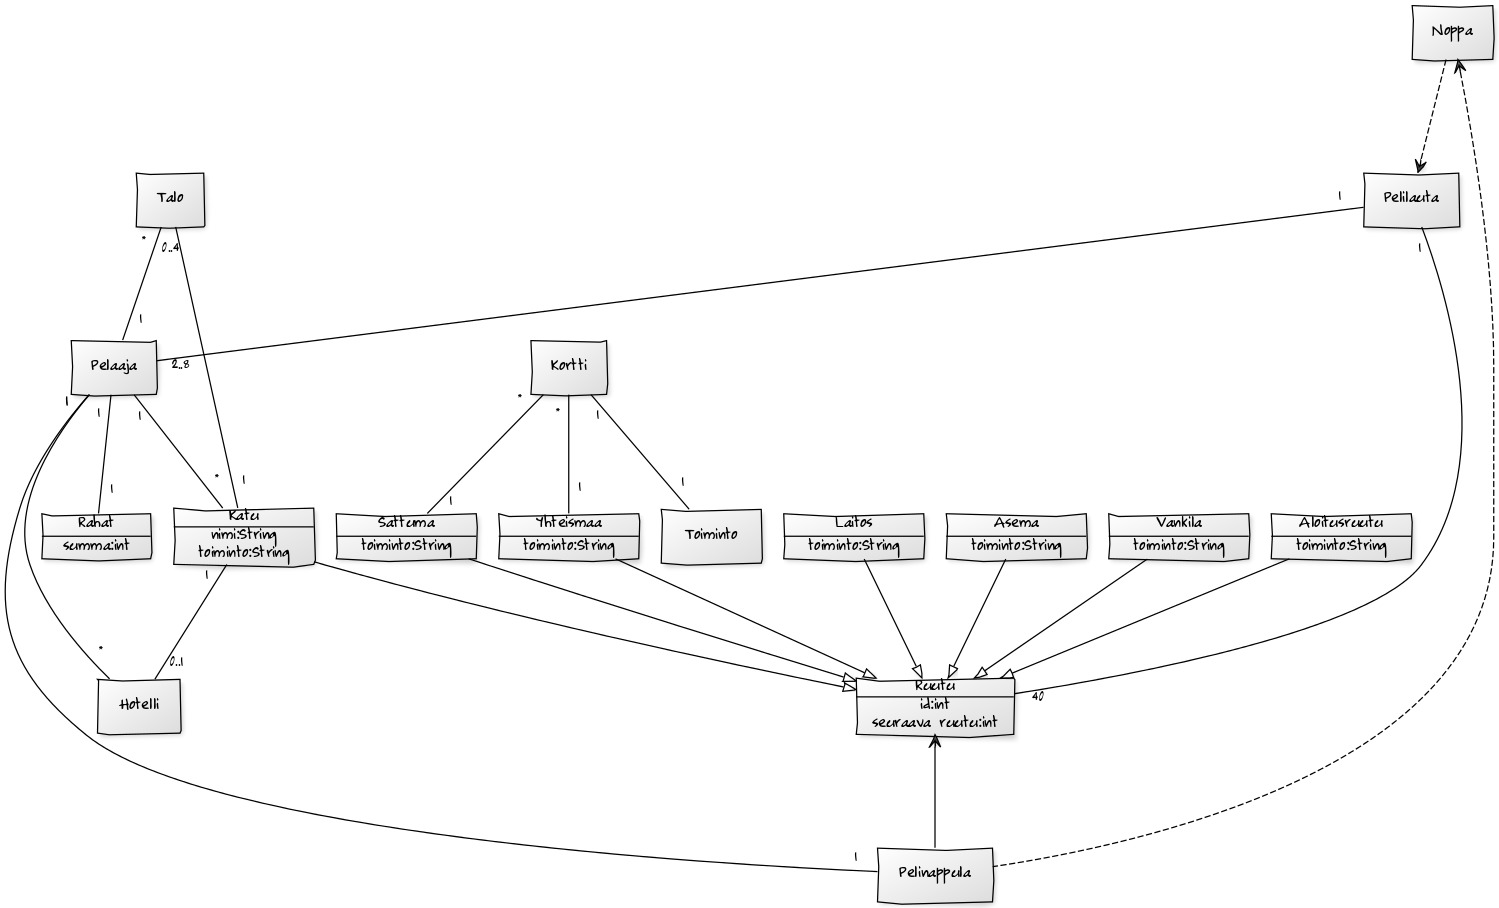 Noppa
Talo
Pelilauta
1
*
0..4
1
1
Pelaaja
2..8
Kortti
1
1
1
*
*
1
*
1
1
1
1
1
Rahat
summa:int
Katu
nimi:String
toiminto:String
Sattuma
toiminto:String
Yhteismaa
toiminto:String
Toiminto
Laitos
toiminto:String
Asema
toiminto:String
Vankila
toiminto:String
Aloitusruutu
toiminto:String
1
*
0..1
Hotelli
Ruutu
id:int
seuraava ruutu:int
40
1
Pelinappula